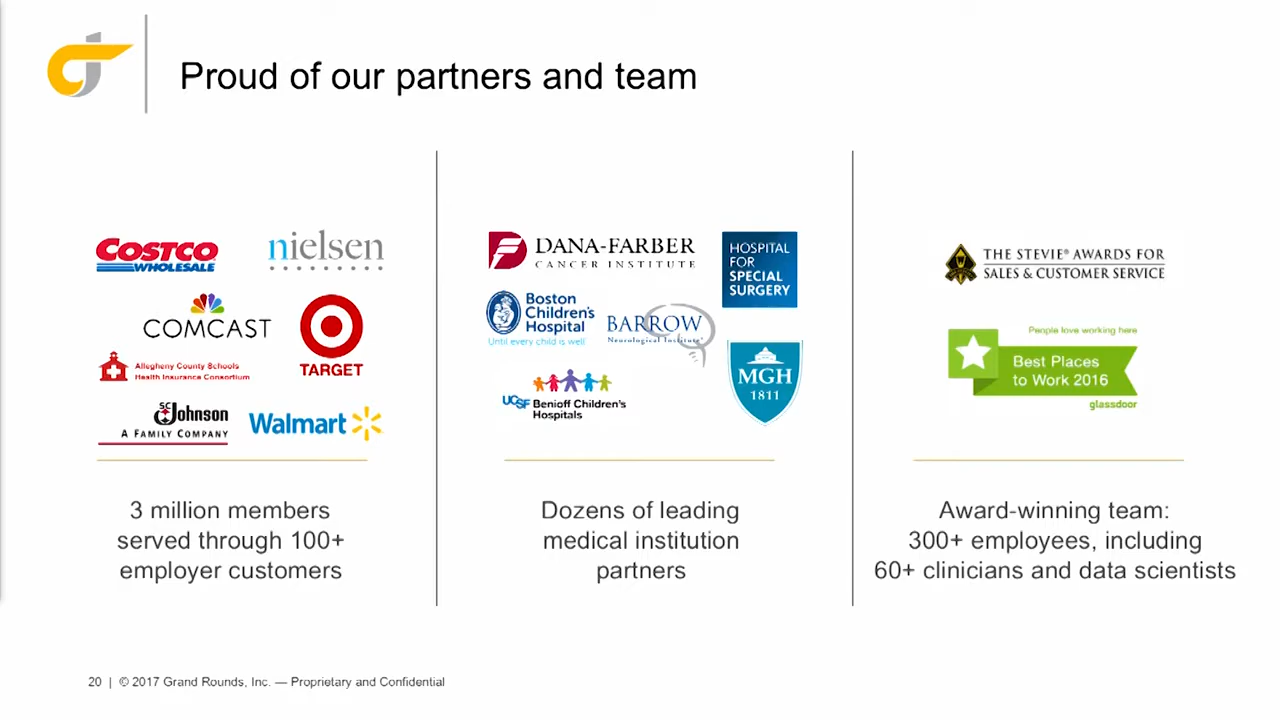 Proud of our partners and team
COSTCO
WHOLESALE
nielsen
COMCAST
TARGET
Allegheny County Schools
Health Insurance Consortium
SC Johnson
A FAMILY COMPANY
Walmart
3 million members
served through 100+
employer customers
DANA-FARBER
CANCER INSTITUTE
HOSPITAL
FOR
SPECIAL
SURGERY
Boston
Children's
Hospital
Until every child is well
BARROW
Neurological Institute
MGH
1811
UCSF Benioff Children's
Hospitals
Dozens of leading
medical institution
partners
THE STEVIE® AWARDS FOR
SALES & CUSTOMER SERVICE
People love working here
Best Places
to Work 2016
glassdoor
Award-winning team:
300+ employees, including
60+ clinicians and data scientists
20 | © 2017 Grand Rounds, Inc. — Proprietary and Confidential